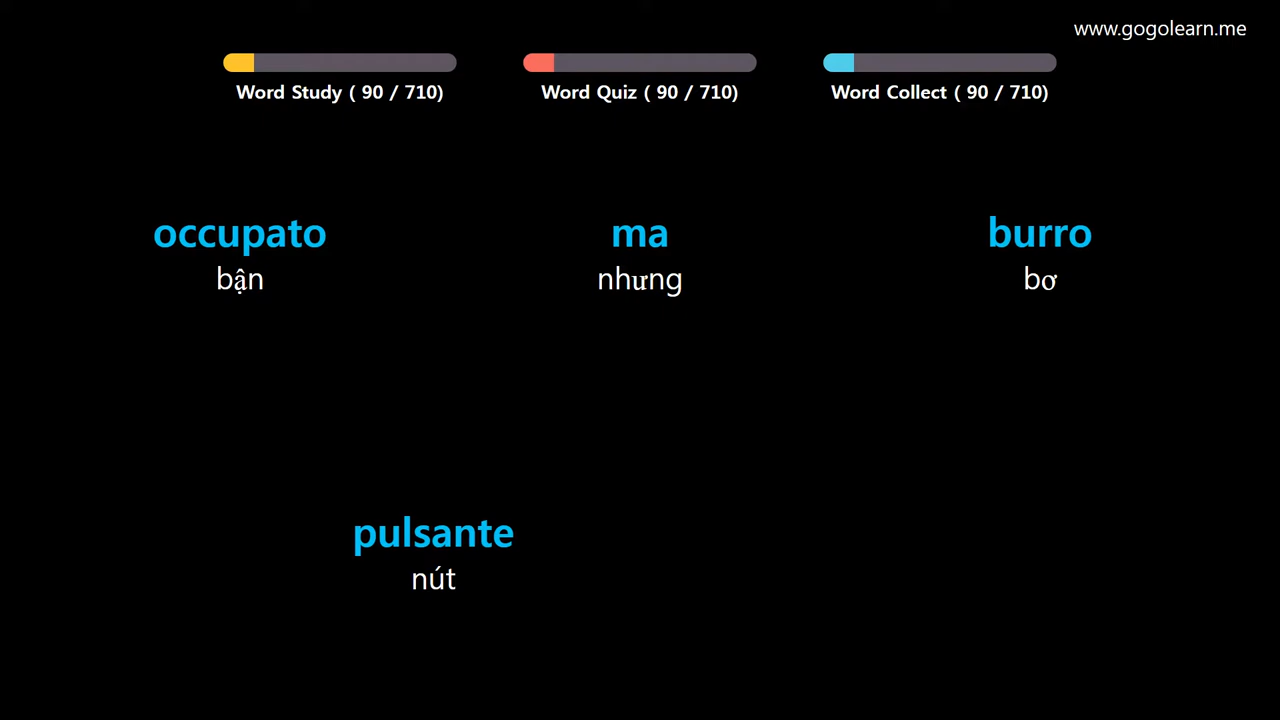 www.gogolearn.me
Word Study ( 90 / 710)
Word Quiz ( 90 / 710)
Word Collect ( 90 / 710)
occupato
bận
ma
nhưng
burro
bơ
pulsante
nút